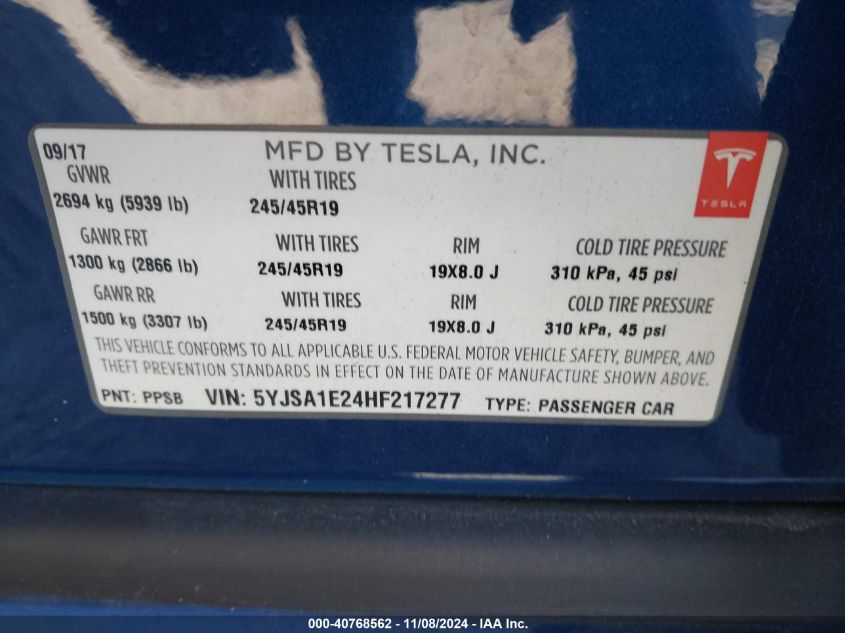 09/17 MFD BY TESLA, INC.
TESLA
GVWR WITH TIRES
2694 kg (5939 lb) 245/45R19
GAWR FRT WITH TIRES RIM COLD TIRE PRESSURE
1300 kg (2866 lb) 245/45R19 19X8.0 J 310 kPa, 45 psi
GAWR RR WITH TIRES RIM COLD TIRE PRESSURE
1500 kg (3307 lb) 245/45R19 19X8.0 J 310 kPa, 45 psi
THIS VEHICLE CONFORMS TO ALL APPLICABLE U.S. FEDERAL MOTOR VEHICLE SAFETY, BUMPER, AND
THEFT PREVENTION STANDARDS IN EFFECT ON THE DATE OF MANUFACTURE SHOWN ABOVE.
PNT: PPSB VIN: 5YJSA1E24HF217277 TYPE: PASSENGER CAR
000-40768562 - 11/08/2024 - IAA Inc.